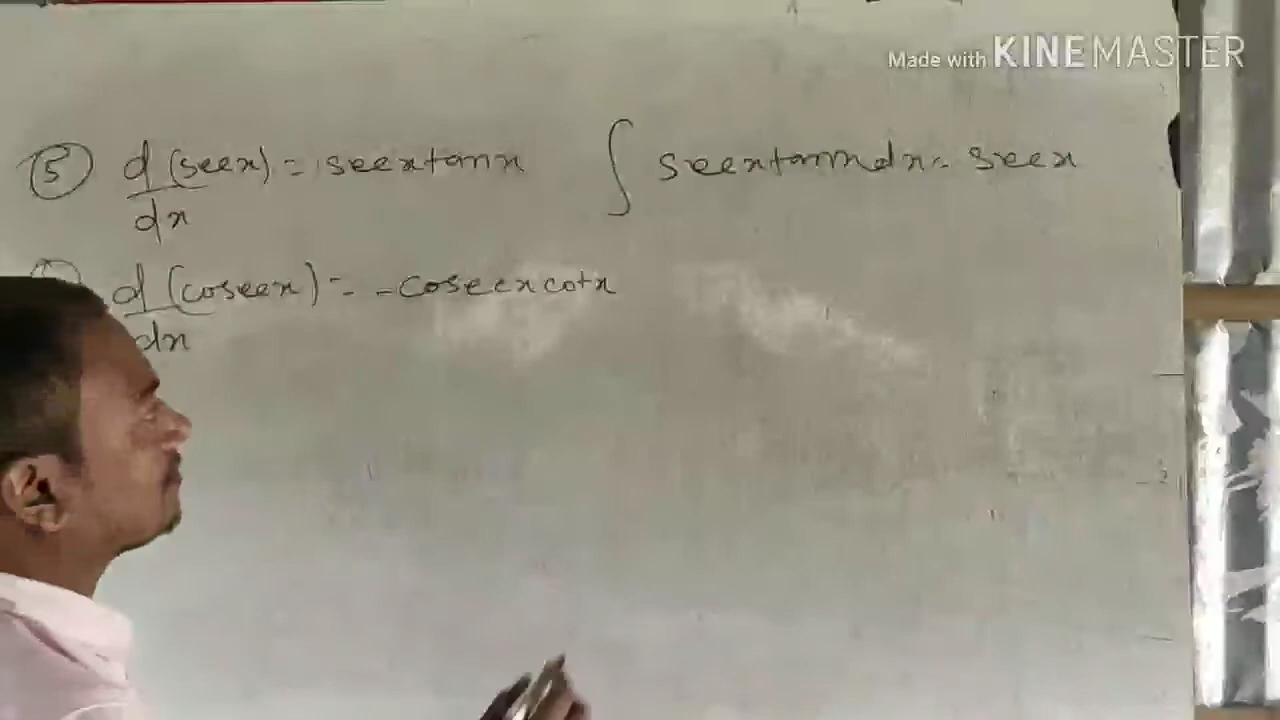 Made with KINEMASTER
⑤ d/dx (secx) = secxtanx ∫ secxtanxdx = secx
d/dx (cosecx) = -cosecxcotx